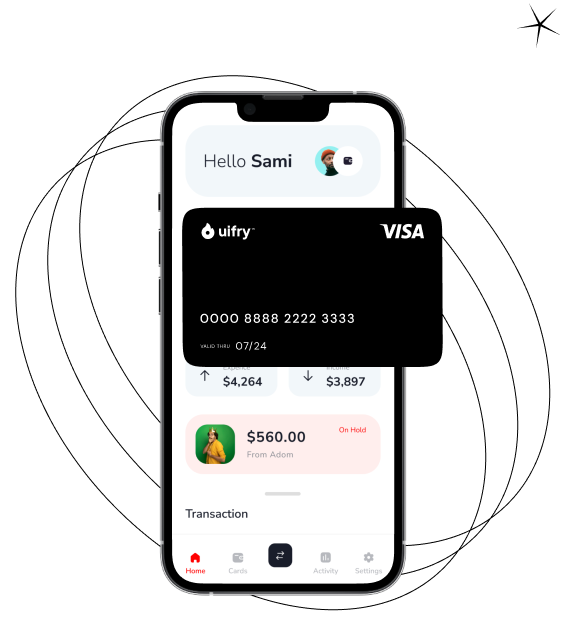 Hello Sami
uifry™
VISA
0000 8888 2222 3333
VALID THRU 07/24
Expence
$4,264
Income
$3,897
$560.00
On Hold
From Adom
Transaction
Home
Cards
Activity
Settings